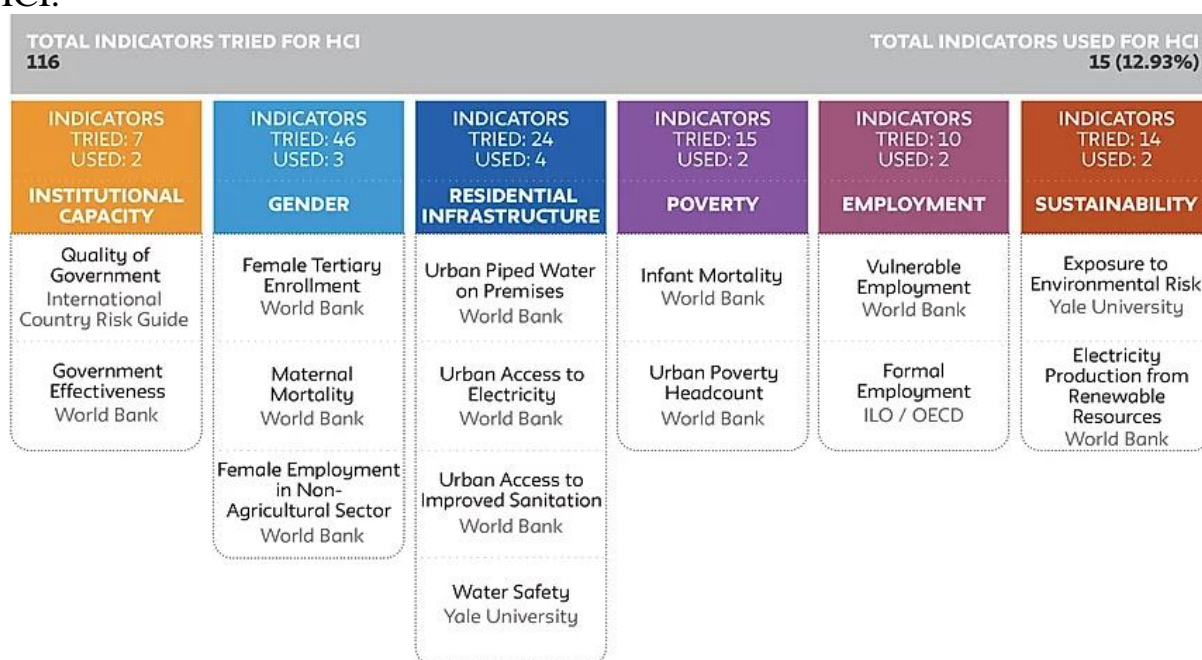 HCI.
TOTAL INDICATORS TRIED FOR HCI
116
TOTAL INDICATORS USED FOR HCI
15 (12.93%)
INDICATORS
TRIED: 7
USED: 2
INSTITUTIONAL
CAPACITY
Quality of
Government
International
Country Risk Guide
Government
Effectiveness
World Bank
INDICATORS
TRIED: 46
USED: 3
GENDER
Female Tertiary
Enrollment
World Bank
Maternal
Mortality
World Bank
Female Employment
in Non-
Agricultural Sector
World Bank
INDICATORS
TRIED: 24
USED: 4
RESIDENTIAL
INFRASTRUCTURE
Urban Piped Water
on Premises
World Bank
Urban Access to
Electricity
World Bank
Urban Access to
Improved Sanitation
World Bank
Water Safety
Yale University
INDICATORS
TRIED: 15
USED: 2
POVERTY
Infant Mortality
World Bank
Urban Poverty
Headcount
World Bank
INDICATORS
TRIED: 10
USED: 2
EMPLOYMENT
Vulnerable
Employment
World Bank
Formal
Employment
ILO / OECD
INDICATORS
TRIED: 14
USED: 2
SUSTAINABILITY
Exposure to
Environmental Risk
Yale University
Electricity
Production from
Renewable
Resources
World Bank